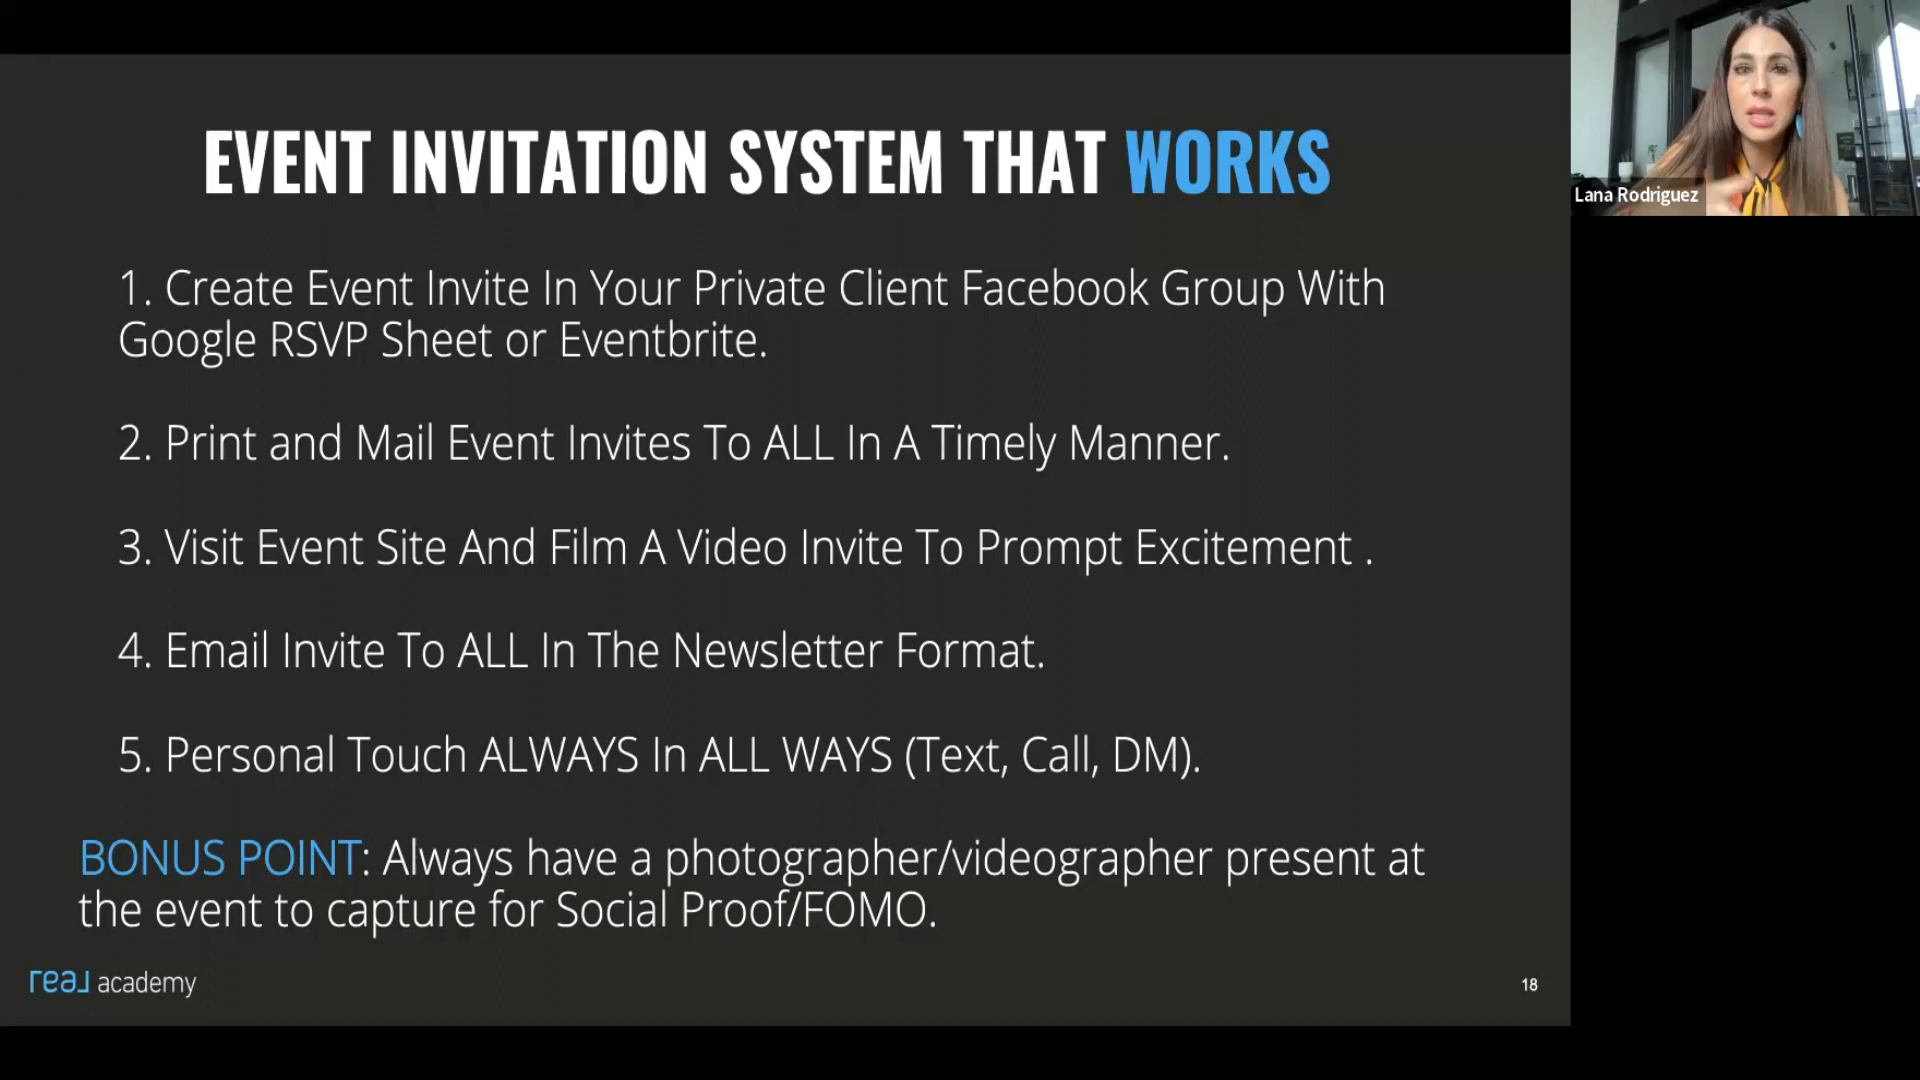 EVENT INVITATION SYSTEM THAT WORKS
1. Create Event Invite In Your Private Client Facebook Group With
Google RSVP Sheet or Eventbrite.
2. Print and Mail Event Invites To ALL In A Timely Manner.
3. Visit Event Site And Film A Video Invite To Prompt Excitement .
4. Email Invite To ALL In The Newsletter Format.
5. Personal Touch ALWAYS In ALL WAYS (Text, Call, DM).
BONUS POINT: Always have a photographer/videographer present at
the event to capture for Social Proof/FOMO.
real academy
18
Lana Rodriguez